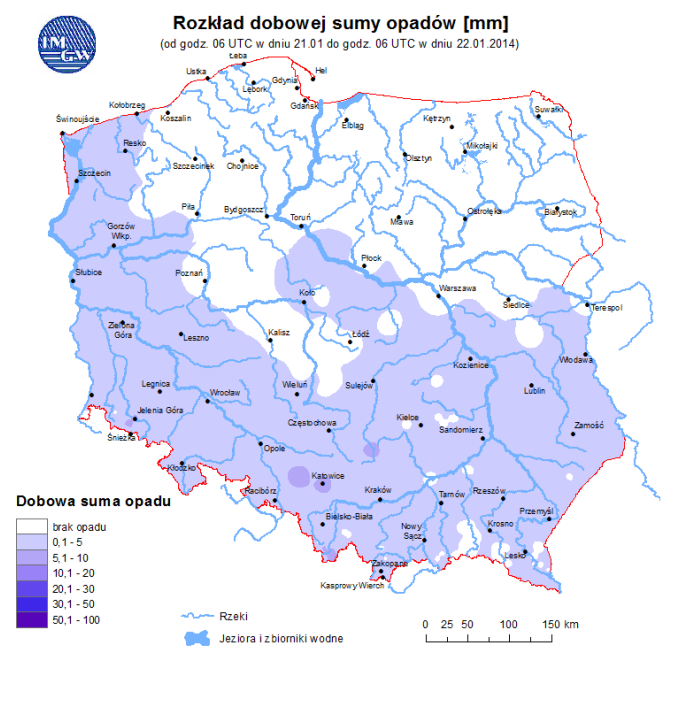 Rozkład dobowej sumy opadów [mm]
(od godz. 06 UTC w dniu 21.01 do godz. 06 UTC w dniu 22.01.2014)
IM
GW
Łeba
Ustka
Hel
Lębork
Gdynia
Gdańsk
Kołobrzeg
Koszalin
Świnoujście
Elbląg
Kętrzyn
Suwałki
Resko
Szczecinek
Chojnice
Olsztyn
Mikołajki
Szczecin
Piła
Bydgoszcz
Toruń
Mława
Ostrołęka
Białystok
Gorzów
Wlkp.
Płock
Słubice
Poznań
Koło
Warszawa
Siedlce
Terespol
Zielona
Góra
Leszno
Kalisz
Łódź
Kozienice
Włodawa
Legnica
Wrocław
Wieluń
Sulejów
Lublin
Jelenia Góra
Śnieżka
Częstochowa
Kielce
Sandomierz
Zamość
Opole
Kłodzko
Racibórz
Katowice
Kraków
Tarnów
Rzeszów
Przemyśl
Bielsko-Biała
Nowy
Sącz
Krosno
Lesko
Zakopane
Kasprowy Wierch
Dobowa suma opadu
brak opadu
0,1 - 5
5,1 - 10
10,1 - 20
20,1 - 30
30,1 - 50
50,1 - 100
Rzeki
Jeziora i zbiorniki wodne
0 25 50 100 150 km